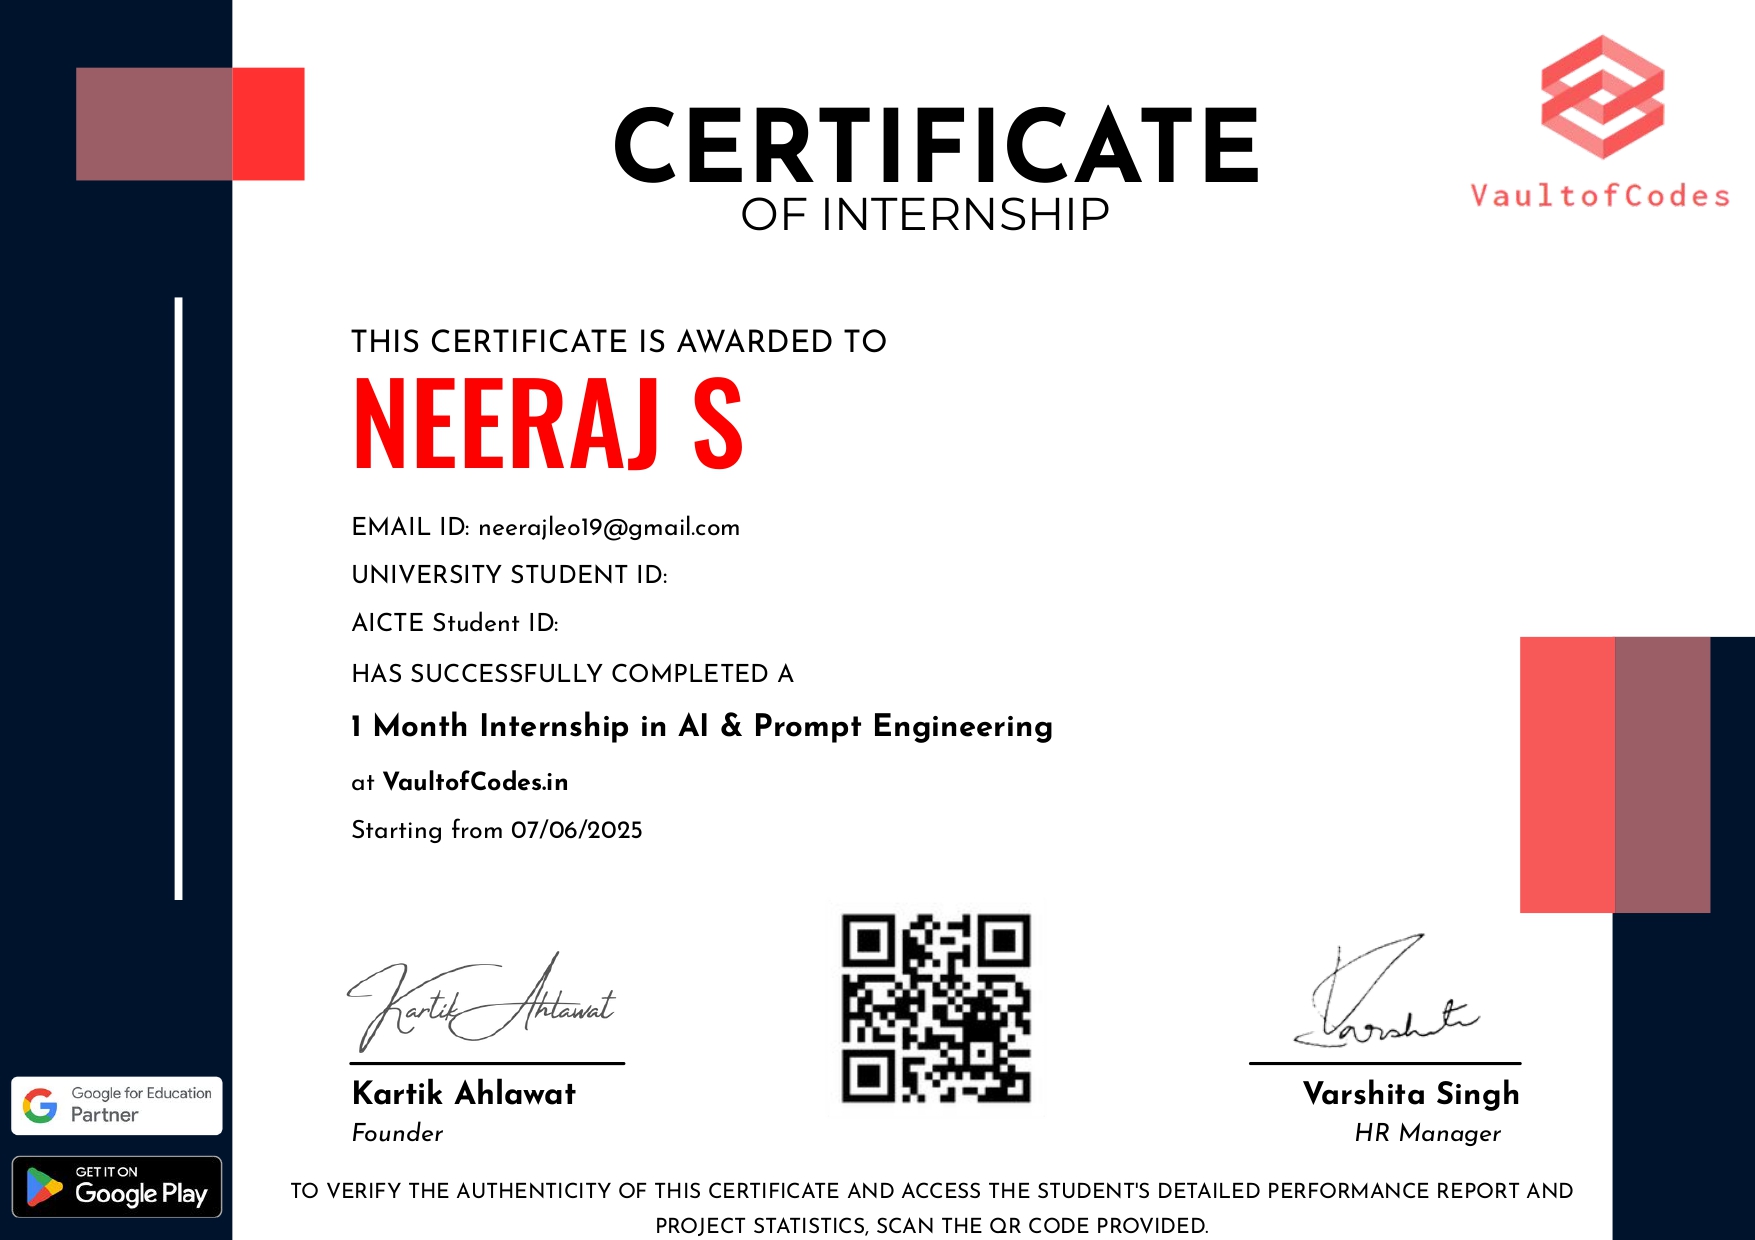 CERTIFICATE
OF INTERNSHIP
VaultofCodes
THIS CERTIFICATE IS AWARDED TO
NEERAJ S
EMAIL ID: neerajleo19@gmail.com
UNIVERSITY STUDENT ID:
AICTE Student ID:
HAS SUCCESSFULLY COMPLETED A
1 Month Internship in AI & Prompt Engineering
at VaultofCodes.in
Starting from 07/06/2025
Kartik Ahlawat
Varshita
Kartik Ahlawat
Varshita Singh
Founder
HR Manager
Google for Education
Partner
GET IT ON
Google Play
TO VERIFY THE AUTHENTICITY OF THIS CERTIFICATE AND ACCESS THE STUDENT'S DETAILED PERFORMANCE REPORT AND
PROJECT STATISTICS, SCAN THE QR CODE PROVIDED.